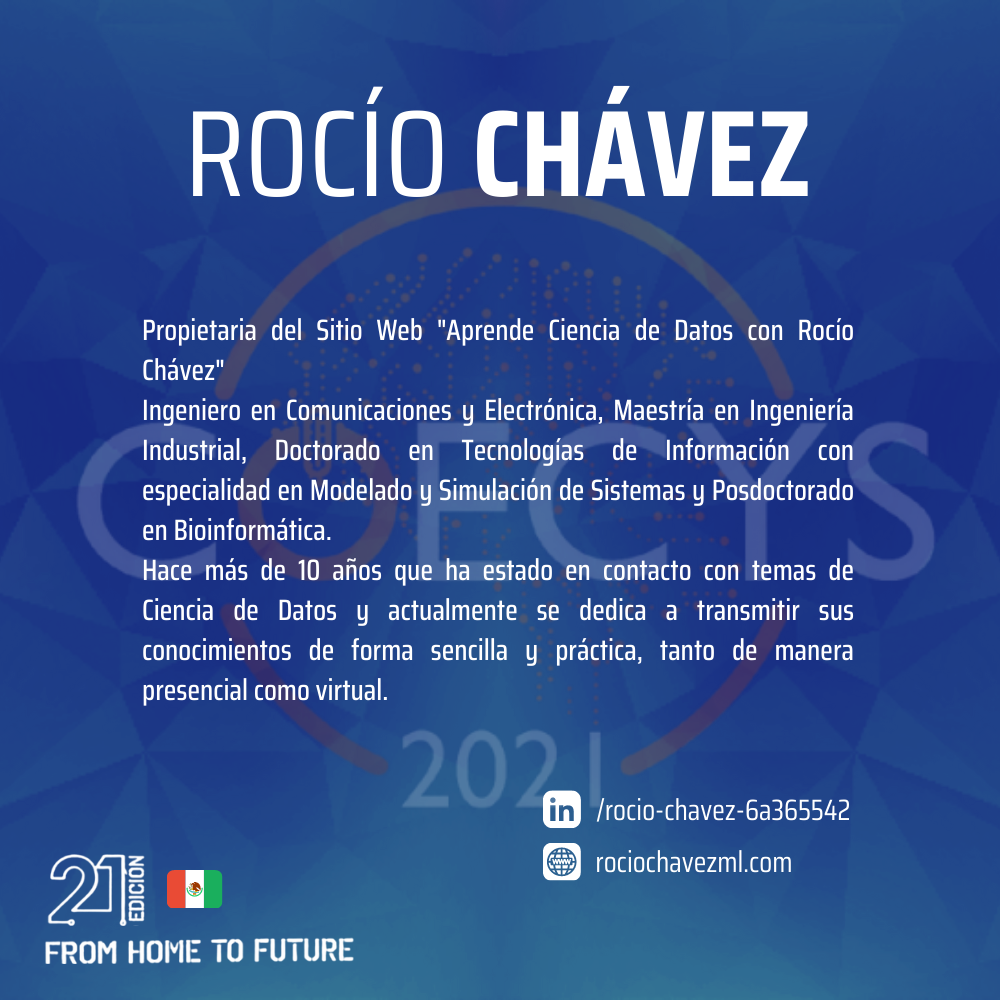 ROCÍO CHÁVEZ
Propietaria del Sitio Web "Aprende Ciencia de Datos con Rocío
Chávez"
Ingeniero en Comunicaciones y Electrónica, Maestría en Ingeniería
Industrial, Doctorado en Tecnologías de Información con
especialidad en Modelado y Simulación de Sistemas y Posdoctorado
en Bioinformática.
Hace más de 10 años que ha estado en contacto con temas de
Ciencia de Datos y actualmente se dedica a transmitir sus
conocimientos de forma sencilla y práctica, tanto de manera
presencial como virtual.
COECYS
2021
in /rocio-chavez-6a365542
www rociochavezml.com
21 EDICIÓN
FROM HOME TO FUTURE